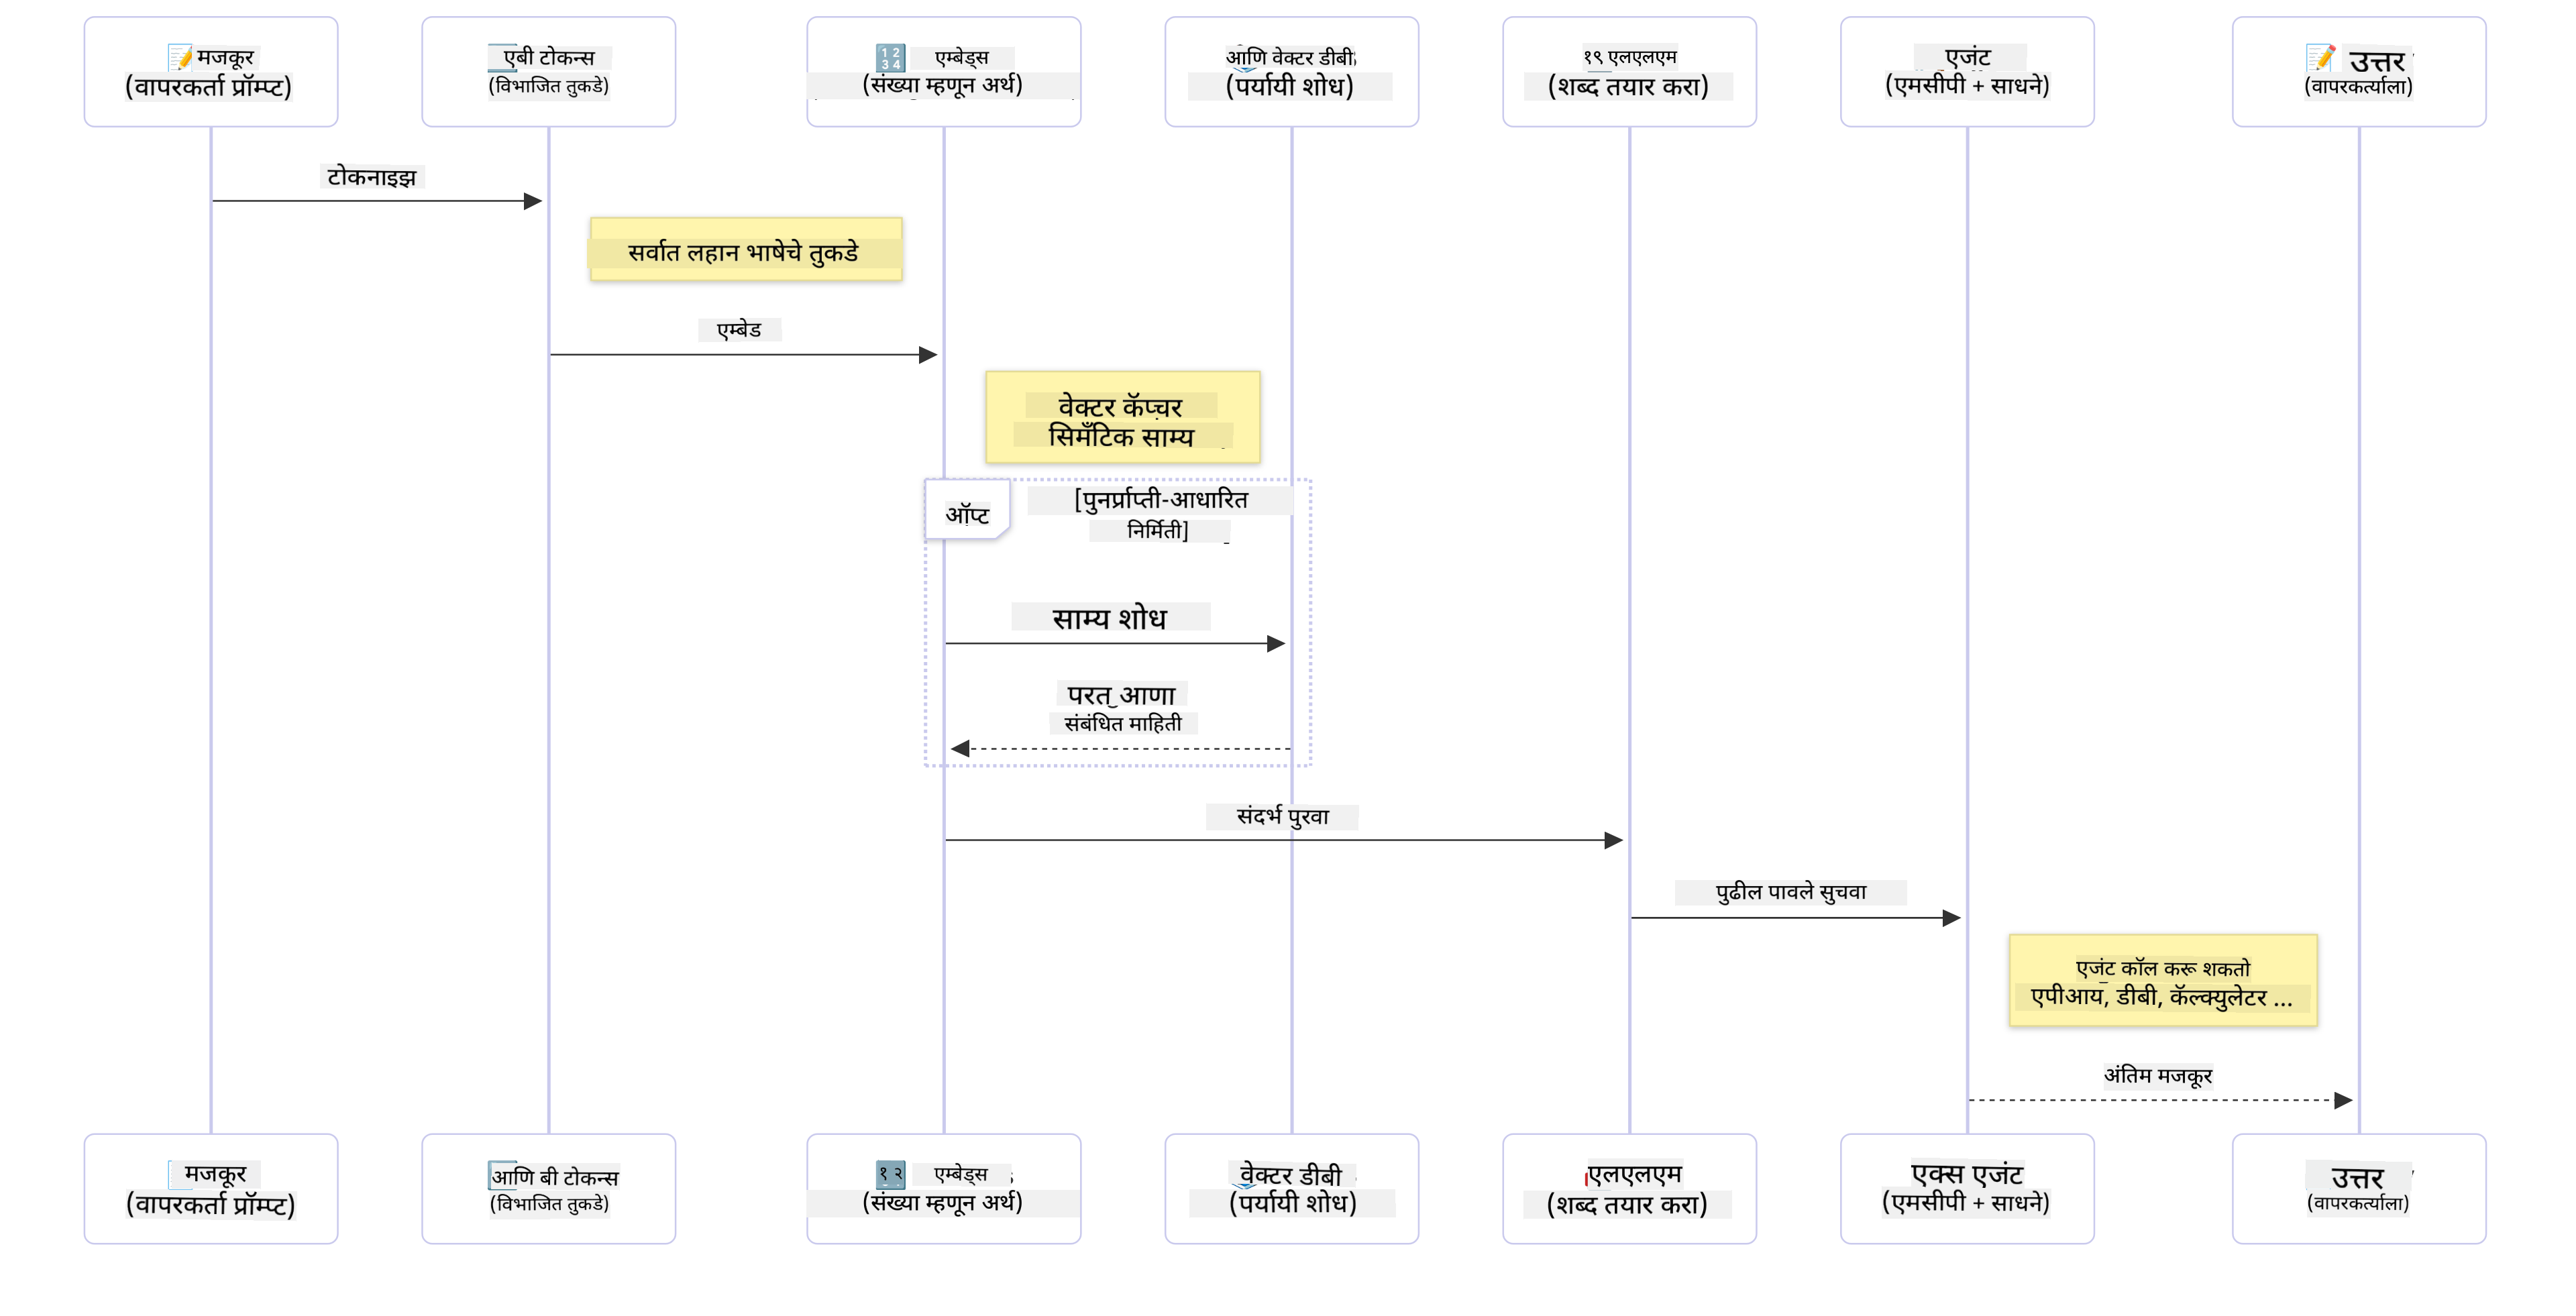 मजकूर
(वापरकर्ता प्रॉम्प्ट)
एबी टोकन्स
(विभाजित तुकडे)
एम्बेड्स
(संख्या म्हणून अर्थ)
आणि वेक्टर डीबी
(पर्यायी शोध)
१९ एलएलएम
(शब्द तयार करा)
एजंट
(एमसीपी + साधने)
उत्तर
(वापरकर्त्याला)
टोकनाइझ
सर्वात लहान भाषेचे तुकडे
एम्बेड
वेक्टर कॅप्चर
सिमँटिक साम्य
ऑप्ट
[पुनर्प्राप्ती-आधारित
निर्मिती]
साम्य शोध
परत आणा
संबंधित माहिती
संदर्भ पुरवा
पुढील पावले सुचवा
एजंट कॉल करू शकतो
एपीआय, डीबी, कॅल्क्युलेटर ...
अंतिम मजकूर
मजकूर
(वापरकर्ता प्रॉम्प्ट)
आणि बी टोकन्स
(विभाजित तुकडे)
एम्बेड्स
(संख्या म्हणून अर्थ)
वेक्टर डीबी
(पर्यायी शोध)
एलएलएम
(शब्द तयार करा)
एक्स एजंट
(एमसीपी + साधने)
उत्तर
(वापरकर्त्याला)